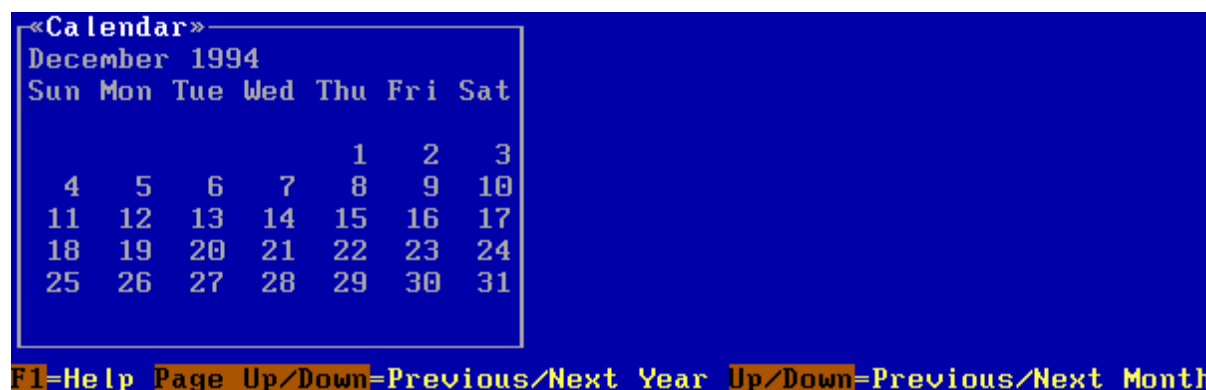 «Calendar»
December 1994
Sun Mon Tue Wed Thu Fri Sat
1 2 3
4 5 6 7 8 9 10
11 12 13 14 15 16 17
18 19 20 21 22 23 24
25 26 27 28 29 30 31
F1=Help Page Up/Down=Previous/Next Year Up/Down=Previous/Next Month